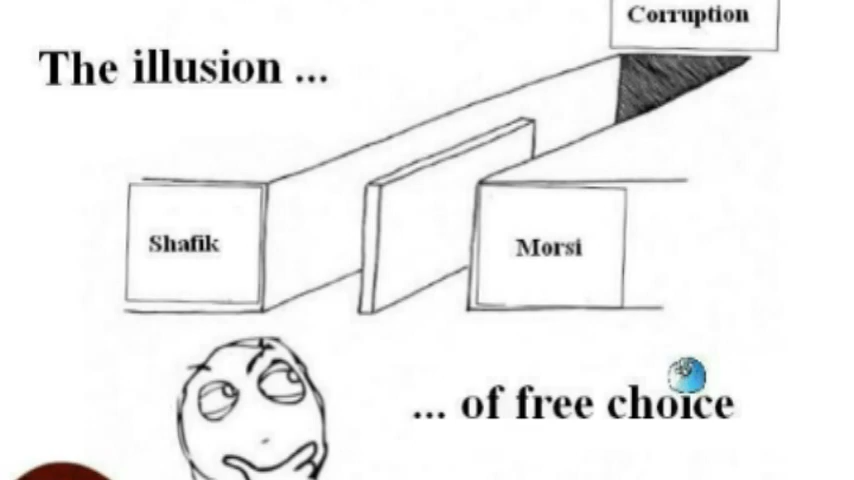 Corruption
The illusion ...
Shafik
Morsi
... of free choice